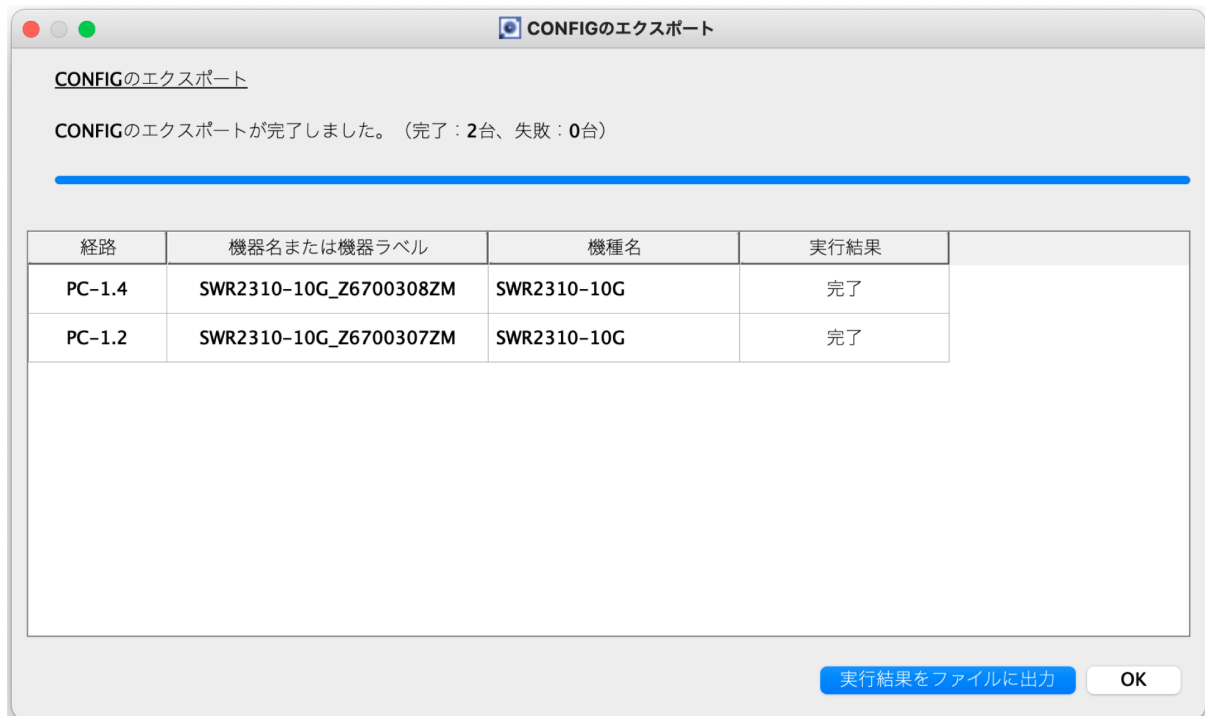 CONFIGのエクスポート
CONFIGのエクスポート
CONFIGのエクスポートが完了しました。（完了：2台、失敗：0台）
経路 機器名または機器ラベル 機種名 実行結果
PC-1.4 SWR2310-10G_Z6700308ZM SWR2310-10G 完了
PC-1.2 SWR2310-10G_Z6700307ZM SWR2310-10G 完了
実行結果をファイルに出力 OK